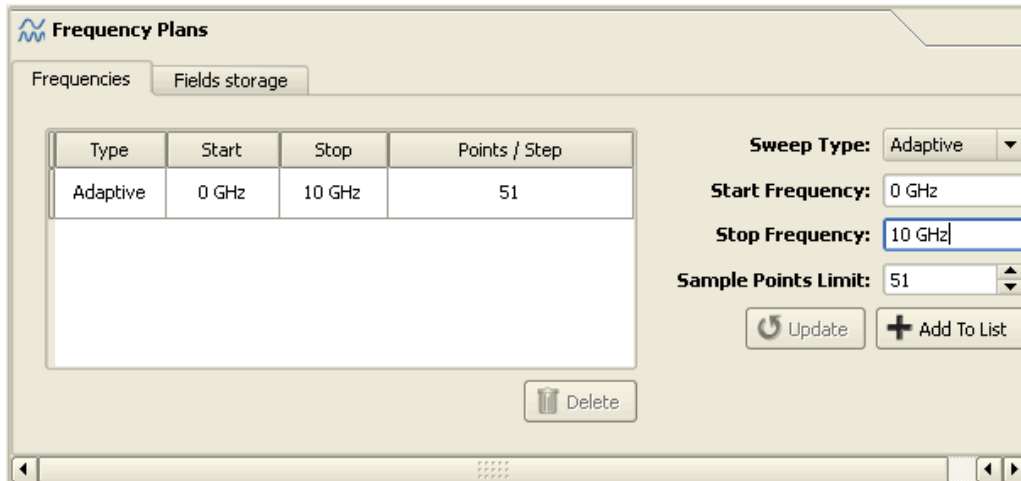 Frequency Plans
Frequencies Fields storage
Type Start Stop Points / Step
Adaptive 0 GHz 10 GHz 51
Sweep Type: Adaptive
Start Frequency: 0 GHz
Stop Frequency: 10 GHz
Sample Points Limit: 51
Update Add To List
Delete